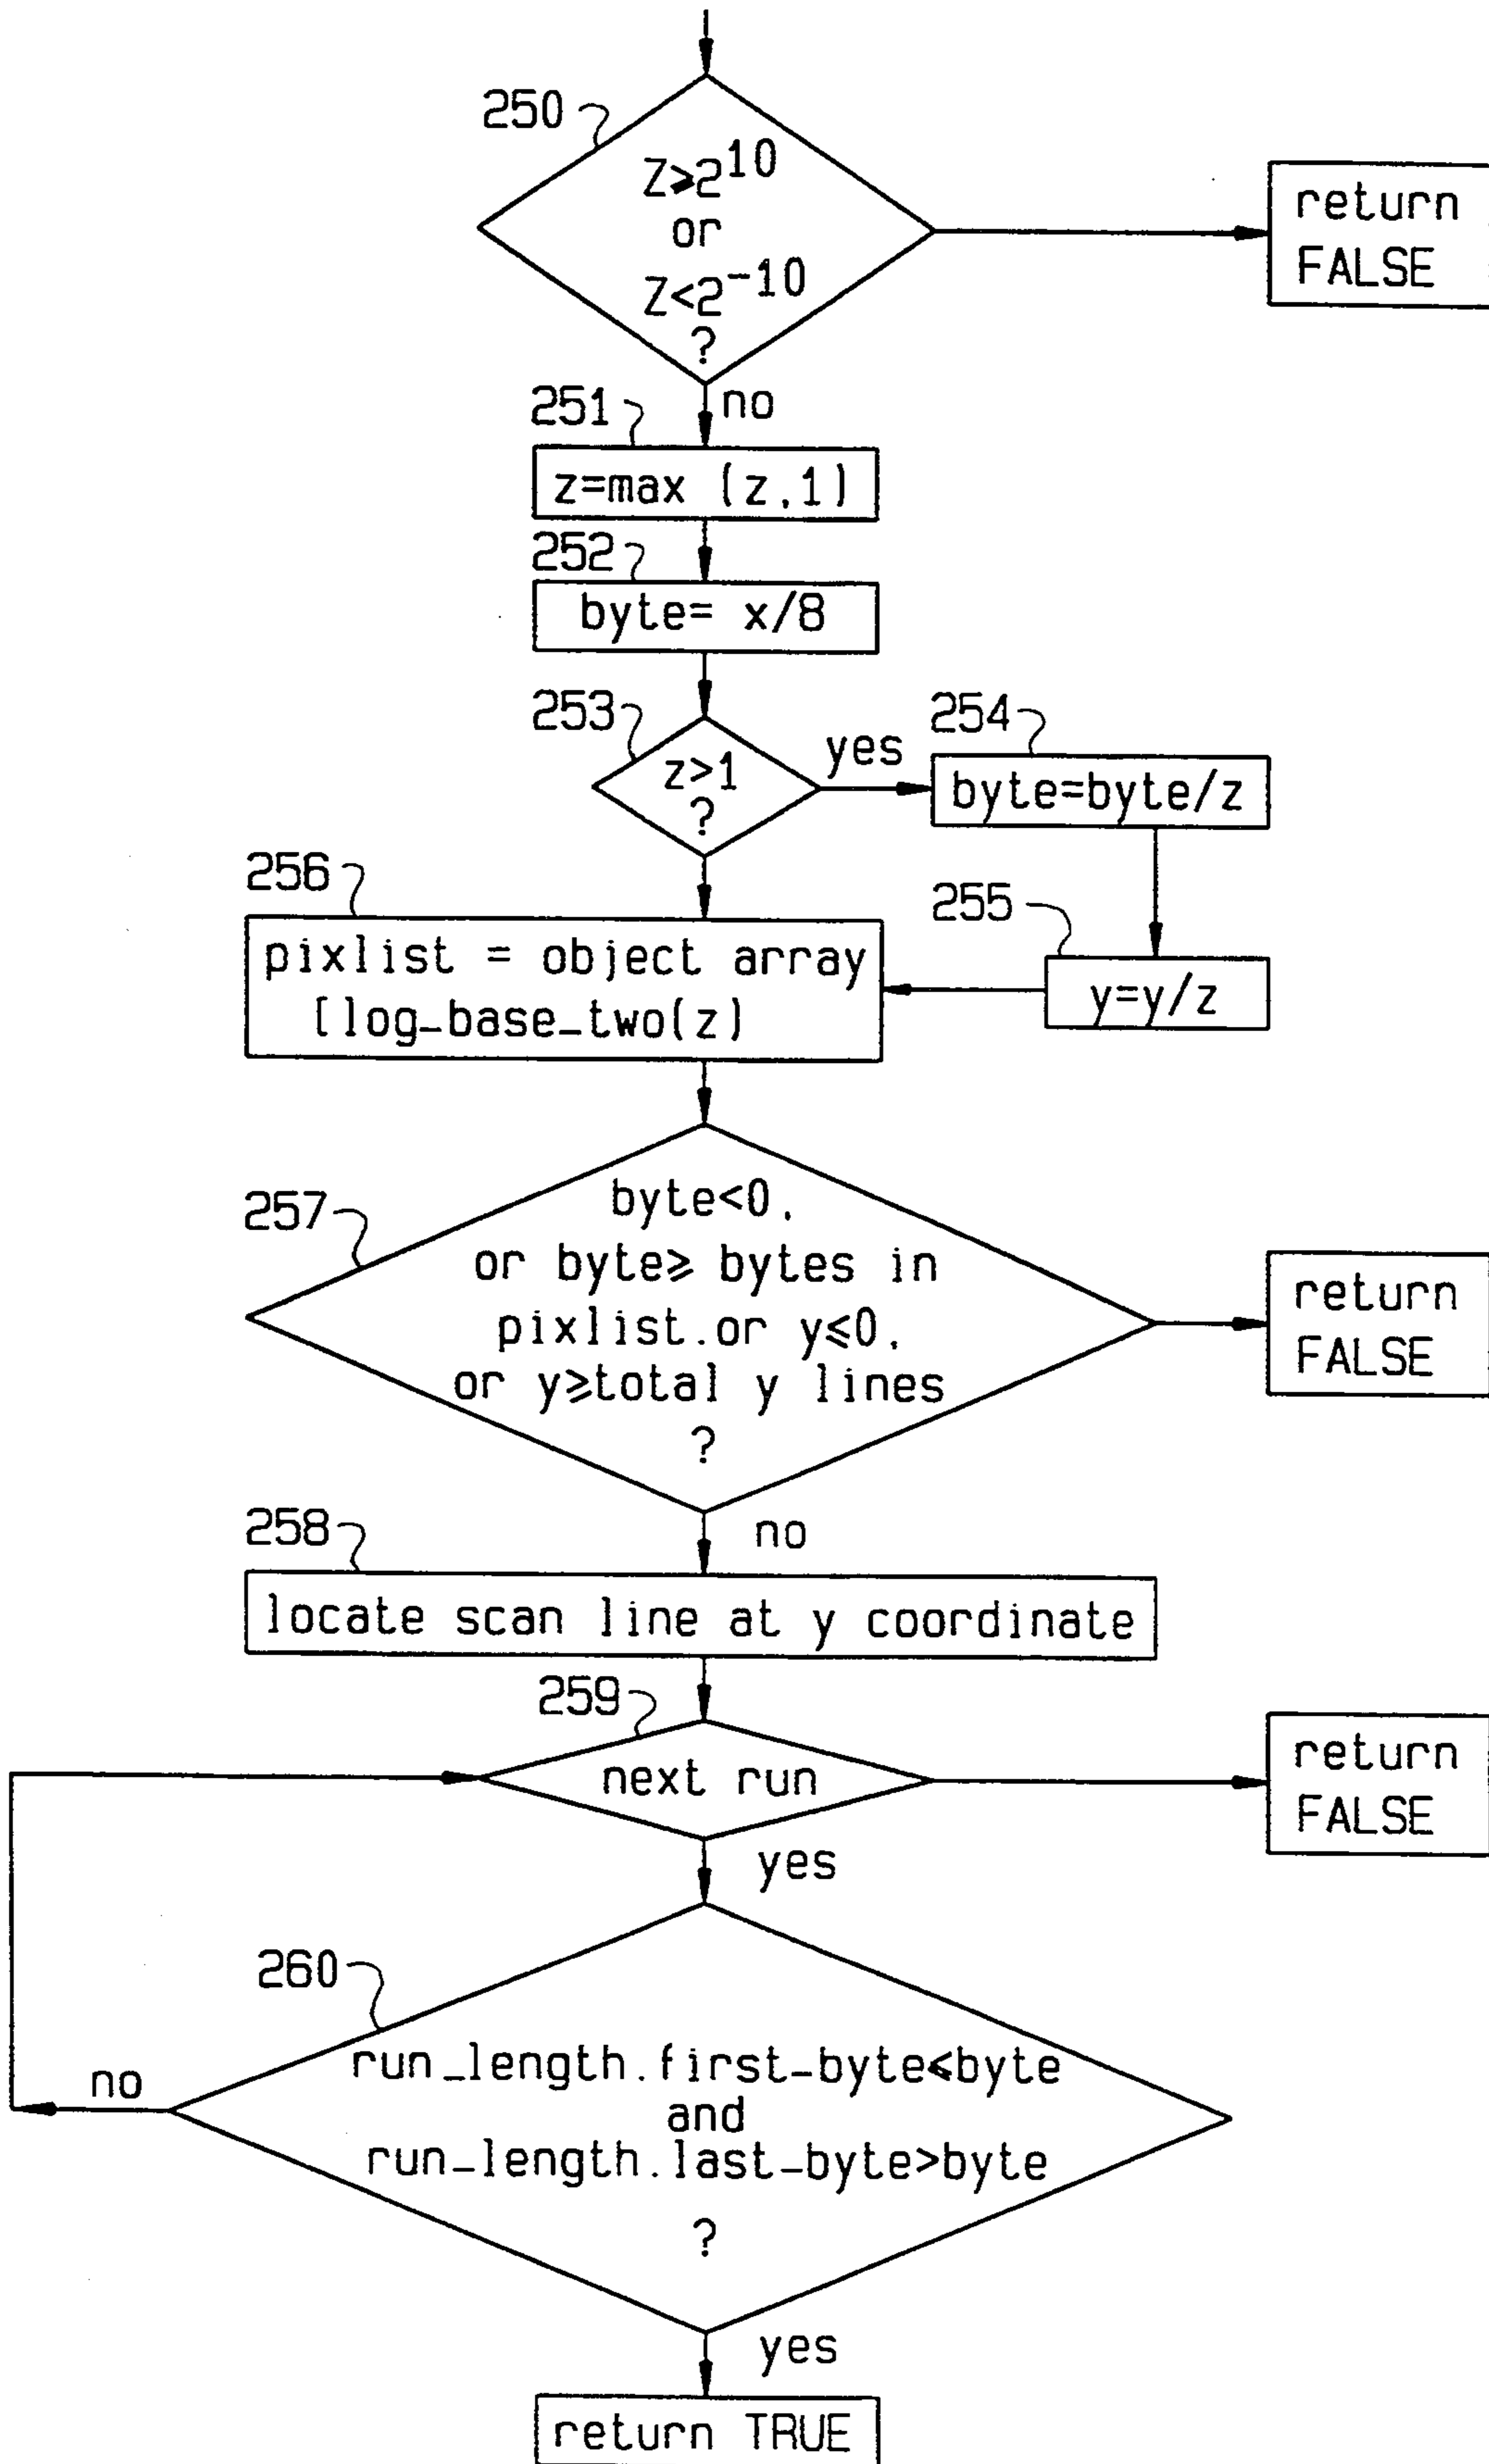 250
Z≥2^10
or
Z<2^-10
?
return
FALSE
no
251
z=max (z,1)
252
byte= x/8
253
z>1
?
yes
254
byte=byte/z
255
y=y/z
256
pixlist = object array
[log_base_two(z)
257
byte<0,
or byte≥ bytes in
pixlist.or y≤0,
or y≥total y lines
?
return
FALSE
no
258
locate scan line at y coordinate
259
next run
return
FALSE
yes
260
run_length.first-byte≤byte
and
run_length.last-byte>byte
?
no
yes
return TRUE